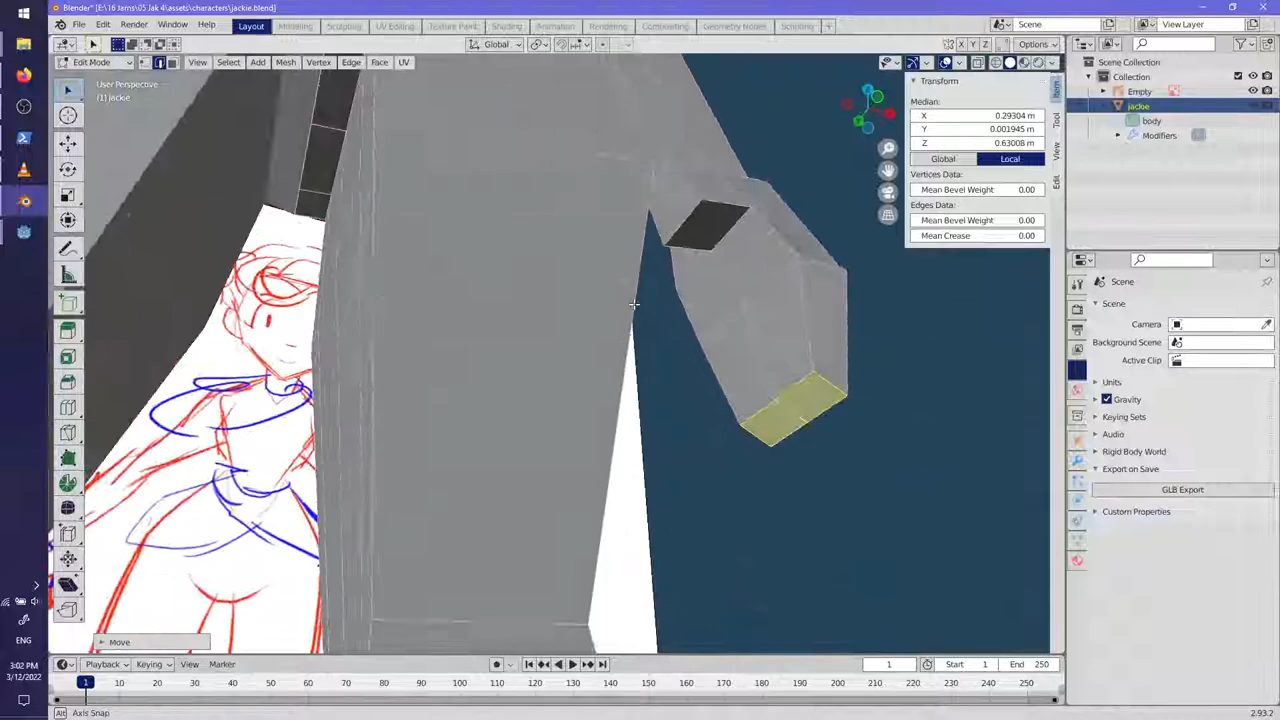 Blender* [E:\16 Jams\05 Jak 4\assets\characters\jackie.blend]
File Edit Render Window Help Layout Modeling Sculpting UV Editing Texture Paint Shading Animation Rendering Compositing Geometry Nodes Scripting + Scene View Layer
Global Options
Edit Mode View Select Add Mesh Vertex Edge Face UV
X Y Z
User Perspective
(1) jackie
Transform
Median:
X 0.29304 m
Y 0.001945 m
Z 0.63008 m
Global Local
Vertices Data:
Mean Bevel Weight 0.00
Edges Data:
Mean Bevel Weight 0.00
Mean Crease 0.00
Item
Tool
View
Edit
Scene Collection
Collection
Empty
jackie
body
Modifiers
Scene
Scene
Camera
Background Scene
Active Clip
Units
Gravity
Keying Sets
Audio
Rigid Body World
Export on Save
GLB Export
Custom Properties
Move
Playback Keying View Marker 1 Start 1 End 250
1 10 20 30 40 50 60 70 80 90 100 110 120 130 140 150 160 170 180 190 200 210 220 230 240 250
Alt Axis Snap 2.93.2
ENG
3:02 PM
3/12/2022